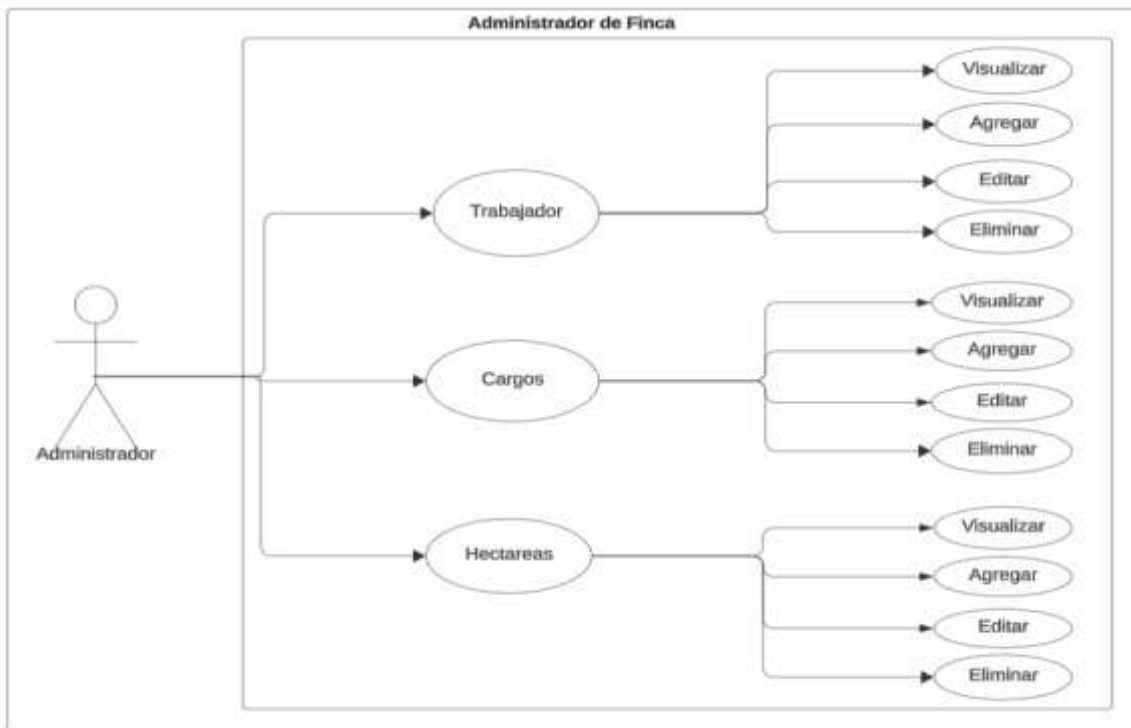 Administrador de Finca
Visualizar
Agregar
Trabajador
Editar
Eliminar
Visualizar
Agregar
Cargos
Editar
Eliminar
Administrador
Visualizar
Hectareas
Agregar
Editar
Eliminar